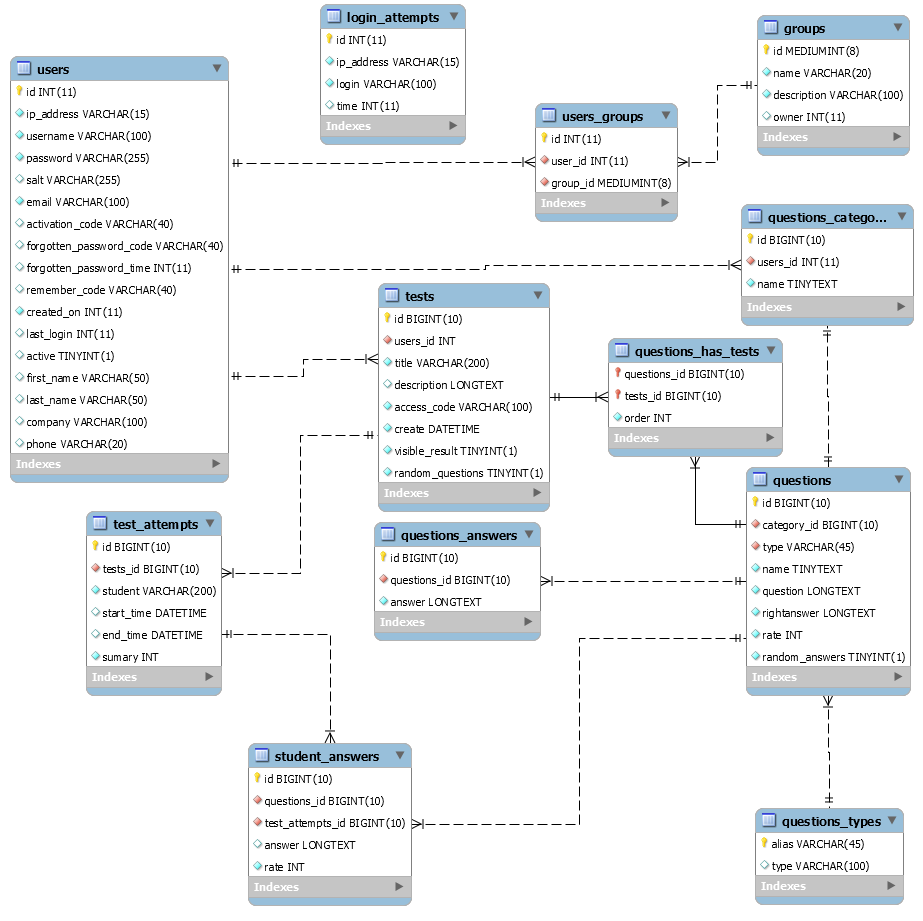 login_attempts
id INT(11)
ip_address VARCHAR(15)
login VARCHAR(100)
time INT(11)
Indexes
groups
id MEDIUMINT(8)
name VARCHAR(20)
description VARCHAR(100)
owner INT(11)
Indexes
users
id INT(11)
ip_address VARCHAR(15)
username VARCHAR(100)
password VARCHAR(255)
salt VARCHAR(255)
email VARCHAR(100)
activation_code VARCHAR(40)
forgotten_password_code VARCHAR(40)
forgotten_password_time INT(11)
remember_code VARCHAR(40)
created_on INT(11)
last_login INT(11)
active TINYINT(1)
first_name VARCHAR(50)
last_name VARCHAR(50)
company VARCHAR(100)
phone VARCHAR(20)
Indexes
users_groups
id INT(11)
user_id INT(11)
group_id MEDIUMINT(8)
Indexes
questions_catego...
id BIGINT(10)
users_id INT(11)
name TINYTEXT
Indexes
tests
id BIGINT(10)
users_id INT
title VARCHAR(200)
description LONGTEXT
access_code VARCHAR(100)
create DATETIME
visible_result TINYINT(1)
random_questions TINYINT(1)
Indexes
questions_has_tests
questions_id BIGINT(10)
tests_id BIGINT(10)
order INT
Indexes
questions
id BIGINT(10)
category_id BIGINT(10)
type VARCHAR(45)
name TINYTEXT
question LONGTEXT
rightanswer LONGTEXT
rate INT
random_answers TINYINT(1)
Indexes
test_attempts
id BIGINT(10)
tests_id BIGINT(10)
student VARCHAR(200)
start_time DATETIME
end_time DATETIME
sumary INT
Indexes
questions_answers
id BIGINT(10)
questions_id BIGINT(10)
answer LONGTEXT
Indexes
student_answers
id BIGINT(10)
questions_id BIGINT(10)
test_attempts_id BIGINT(10)
answer LONGTEXT
rate INT
Indexes
questions_types
alias VARCHAR(45)
type VARCHAR(100)
Indexes